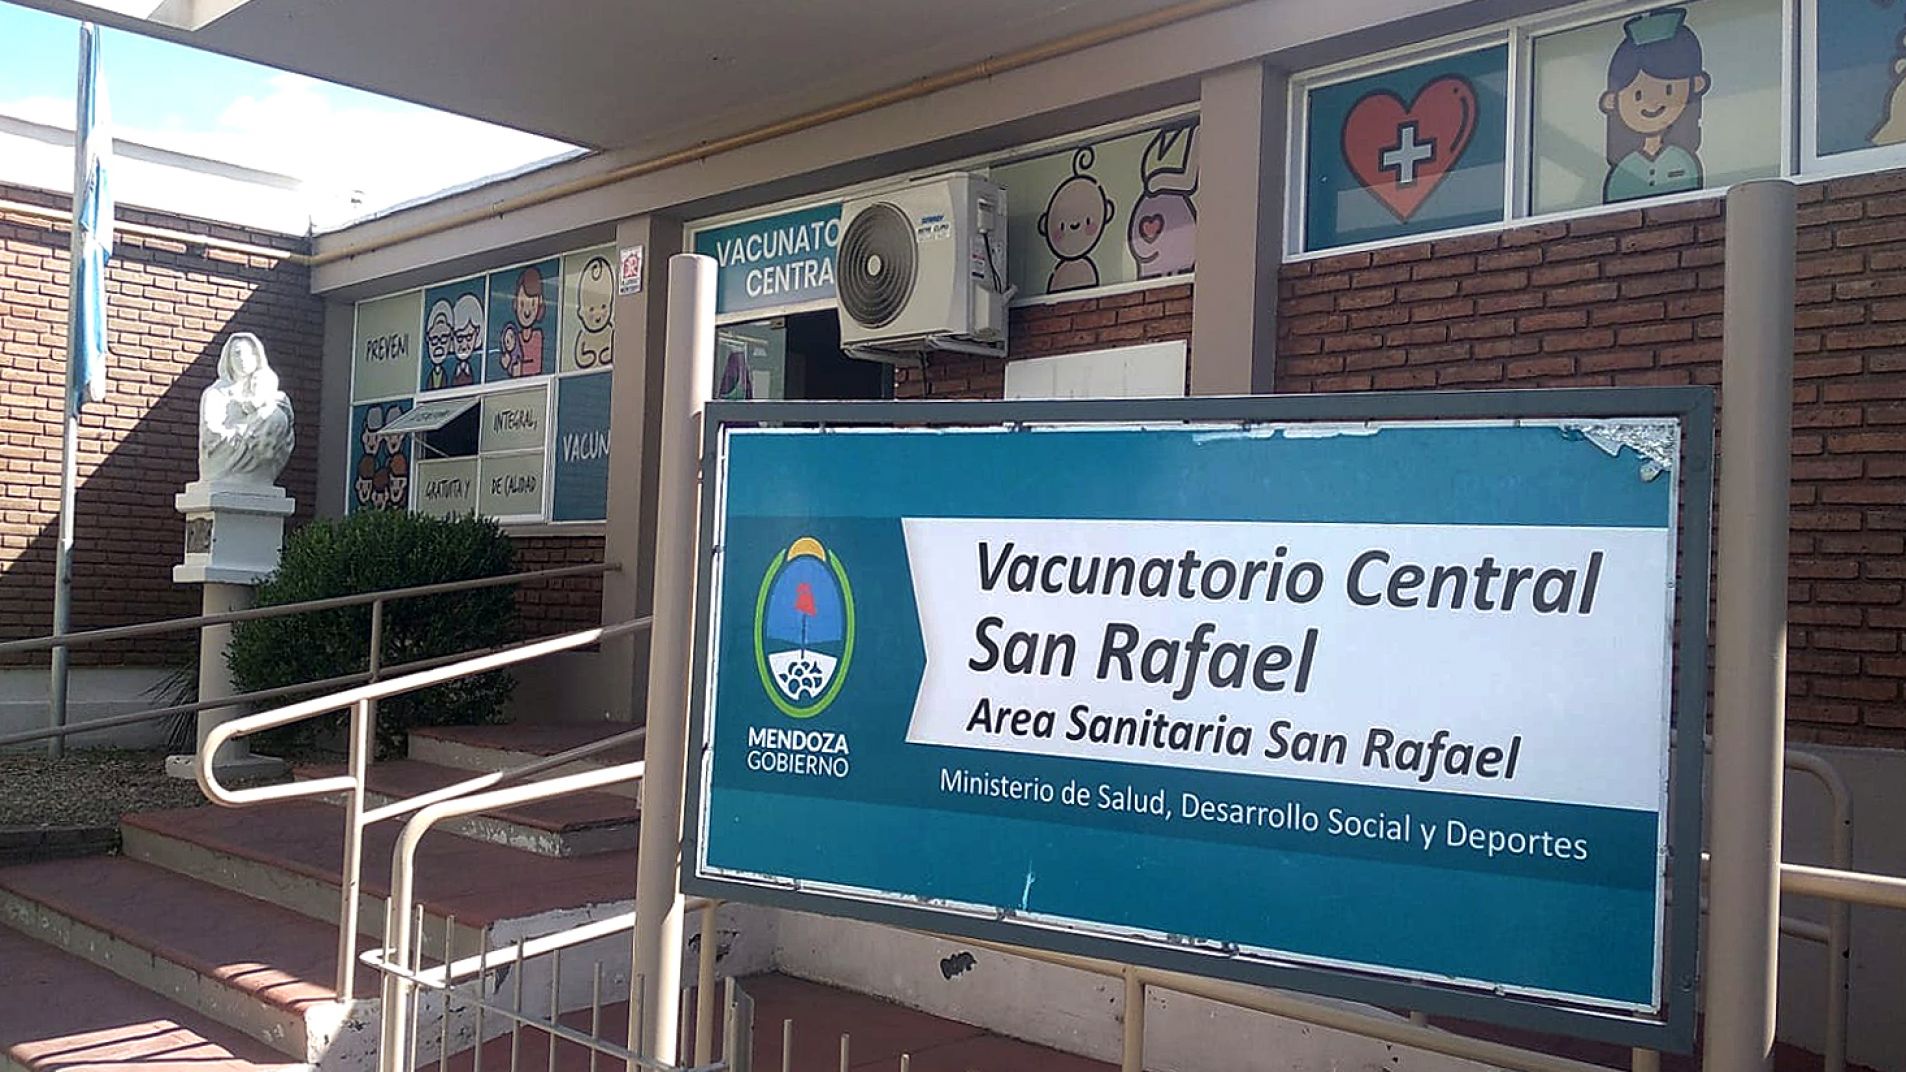 VACUNATO
CENTRA
PREVENI
INTEGRAL,
VACUN
GRATUITA Y
DE CALIDAD
Vacunatorio Central
San Rafael
Area Sanitaria San Rafael
Ministerio de Salud, Desarrollo Social y Deportes
MENDOZA
GOBIERNO